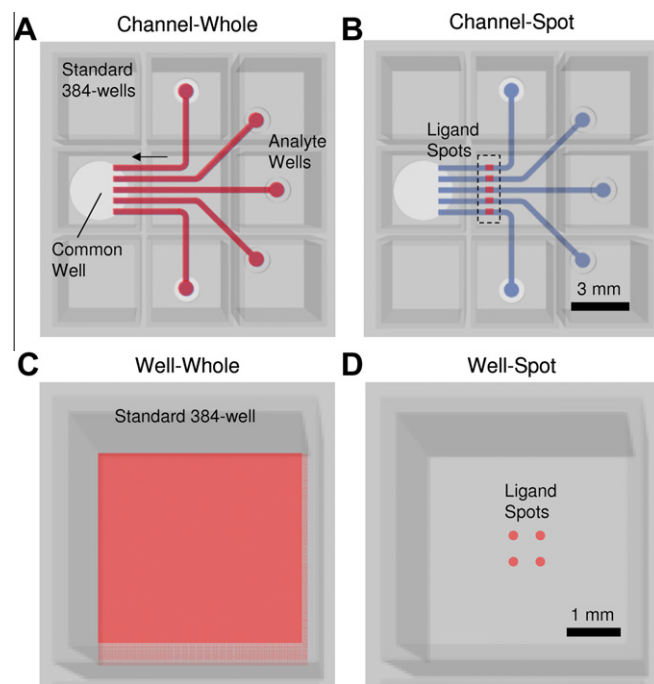 A
Channel-Whole
Standard
384-wells
Analyte
Wells
Common
Well
B
Channel-Spot
Ligand
Spots
3 mm
C
Well-Whole
Standard 384-well
D
Well-Spot
Ligand
Spots
1 mm